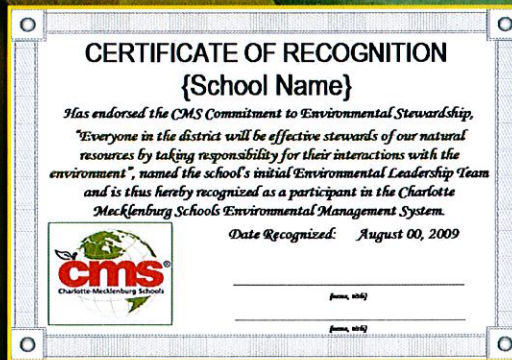 CERTIFICATE OF RECOGNITION
{School Name}
Has endorsed the CMS Commitment to Environmental Stewardship,
"Everyone in the district will be effective stewards of our natural
resources by taking responsibility for their interactions with the
environment", named the school's initial Environmental Leadership Team
and is thus hereby recognized as a participant in the Charlotte
Mecklenburg Schools Environmental Management System.
Date Recognized: August 00, 2009
cms®
Charlotte-Mecklenburg Schools
{name, title}
{name, title}